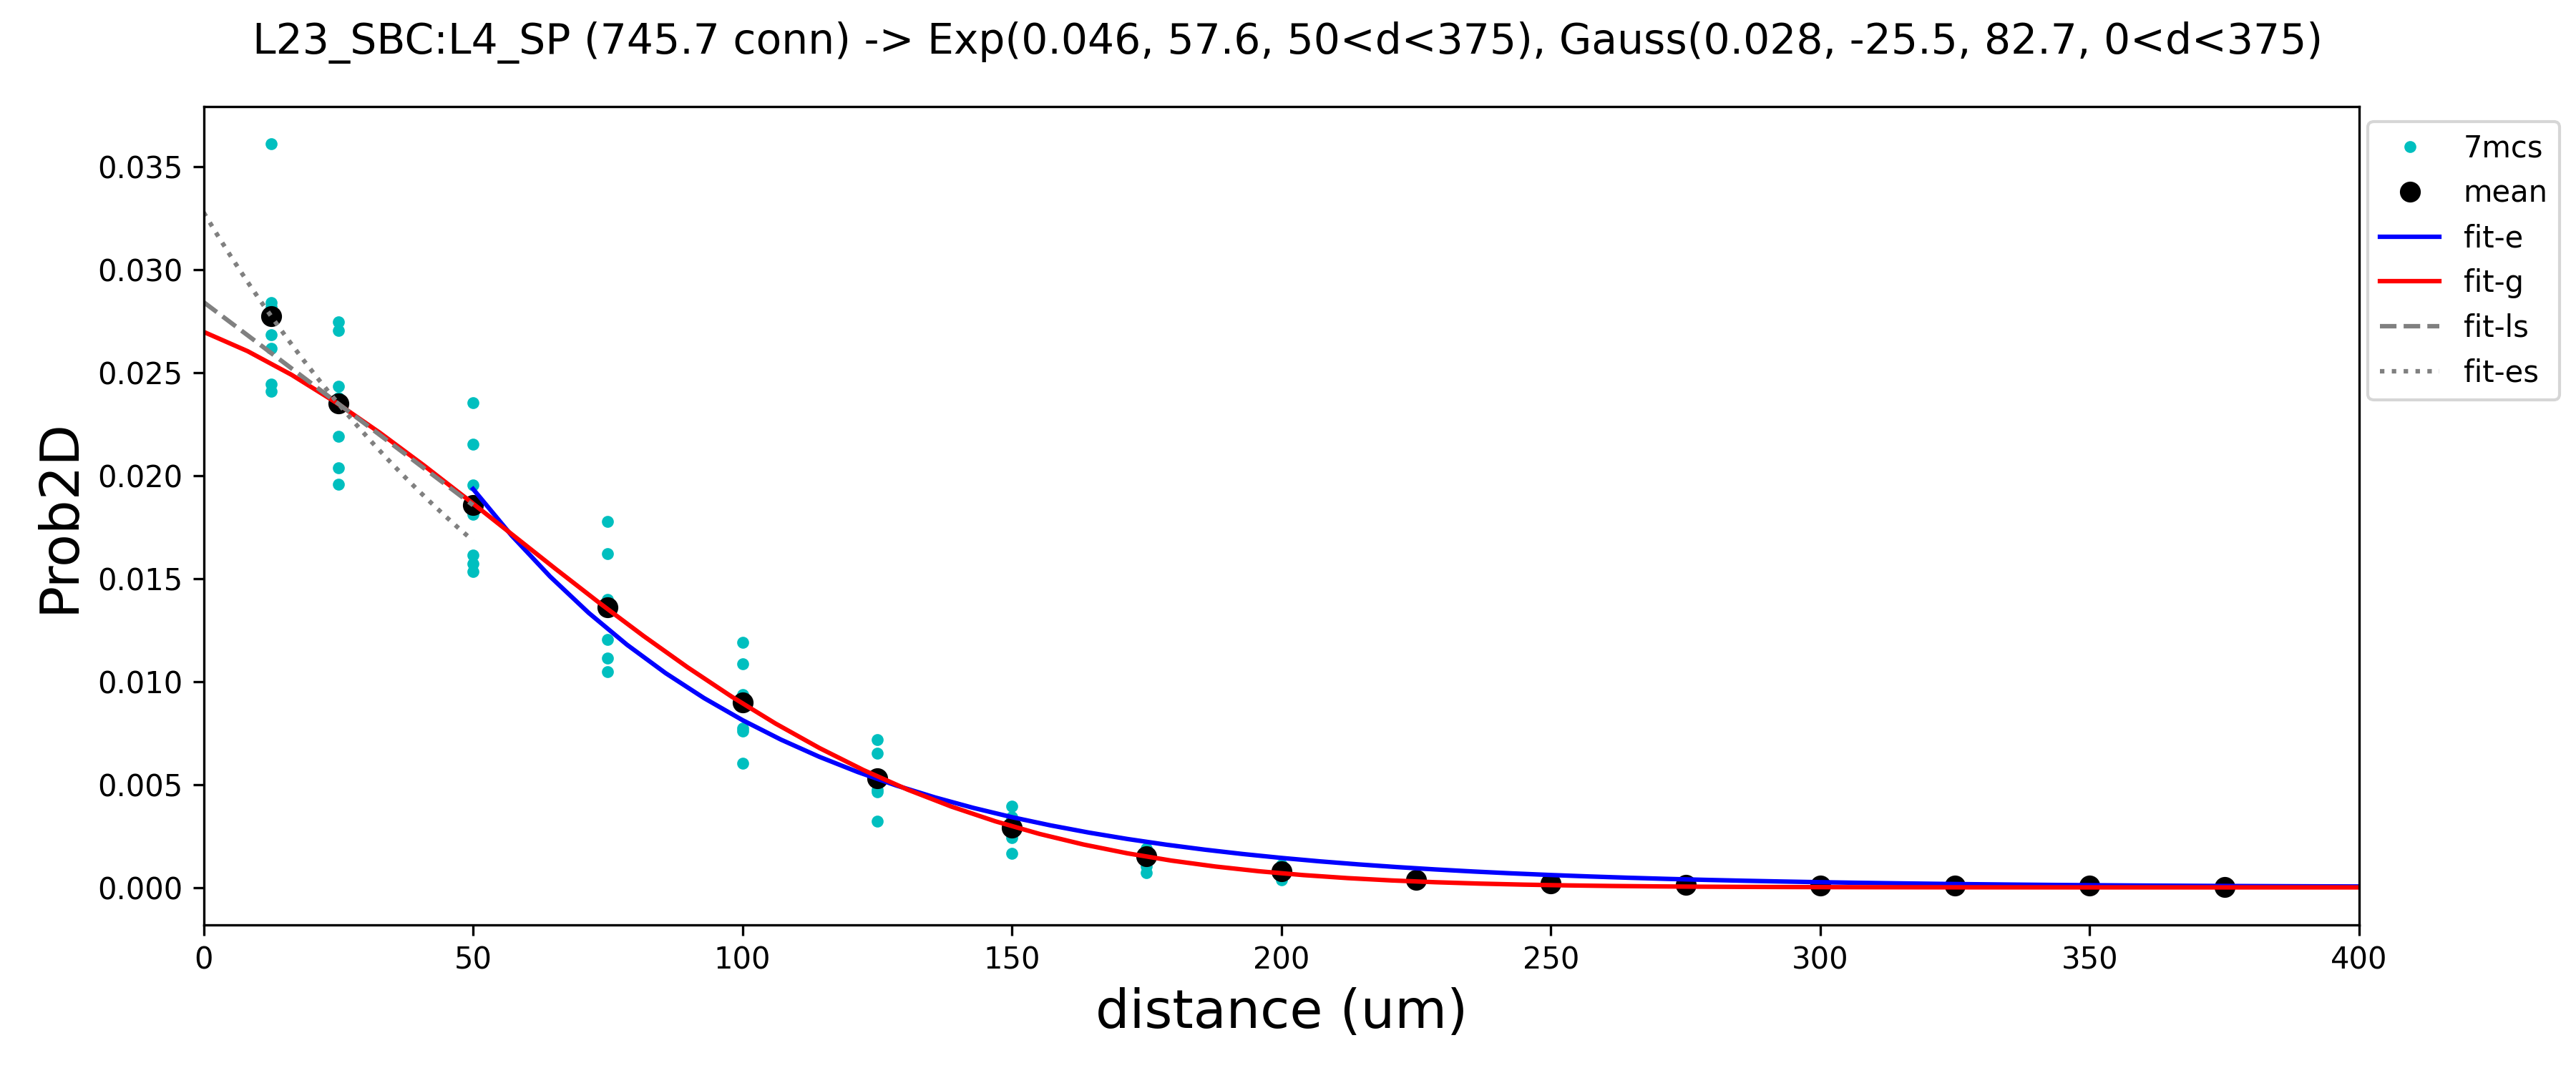 L23_SBC:L4_SP (745.7 conn) -> Exp(0.046, 57.6, 50<d<375), Gauss(0.028, -25.5, 82.7, 0<d<375)
Prob2D
0.035
0.030
0.025
0.020
0.015
0.010
0.005
0.000
0
50
100
150
200
250
300
350
400
distance (um)
7mcs
mean
fit-e
fit-g
fit-ls
fit-es